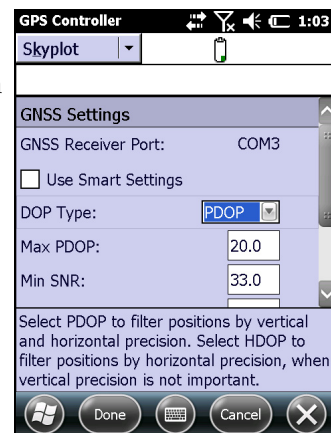 GPS Controller 1:03
Skyplot
GNSS Settings
GNSS Receiver Port: COM3
Use Smart Settings
DOP Type: PDOP
Max PDOP: 20.0
Min SNR: 33.0
Select PDOP to filter positions by vertical
and horizontal precision. Select HDOP to
filter positions by horizontal precision, when
vertical precision is not important.
Done Cancel